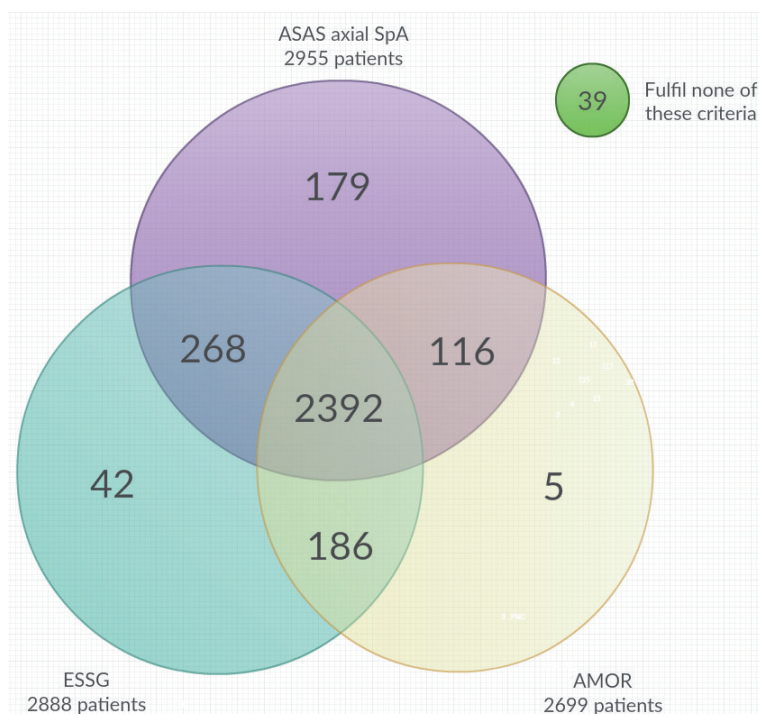 ASAS axial SpA
2955 patients
39
Fulfil none of
these criteria
179
268
116
2392
42
5
186
ESSG
2888 patients
AMOR
2699 patients